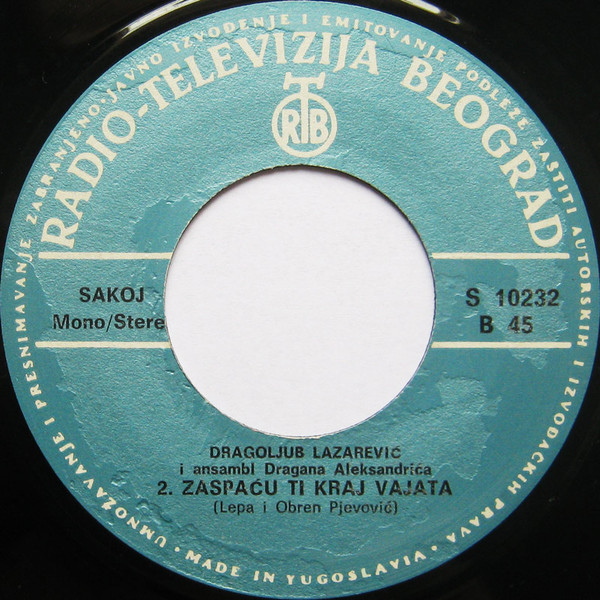 UMNOŽAVANJE I PRESNIMAVANJE ZABRANJENO · JAVNO IZVOĐENJE I EMITOVANJE PODLEŽE ZAŠTITI AUTORSKIH I IZVOĐAČKIH PRAVA ·
RADIO-TELEVIZIJA BEOGRAD
RTB
SAKOJ
Mono/Stere
S 10232
B 45
DRAGOLJUB LAZAREVIĆ
i ansambl Dragana Aleksandrića
2. ZASPAĆU TI KRAJ VAJATA
(Lepa i Obren Pjevović)
· MADE IN YUGOSLAVIA ·